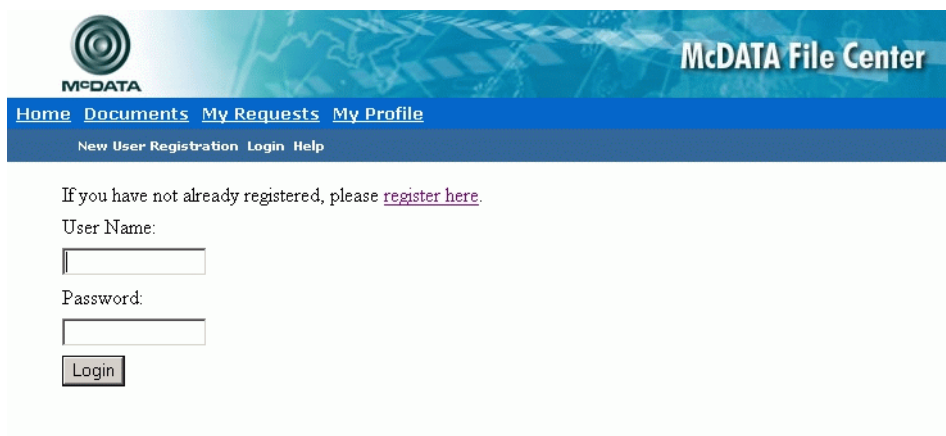 McDATA
McDATA File Center
Home Documents My Requests My Profile
New User Registration Login Help
If you have not already registered, please register here.
User Name:
Password:
Login